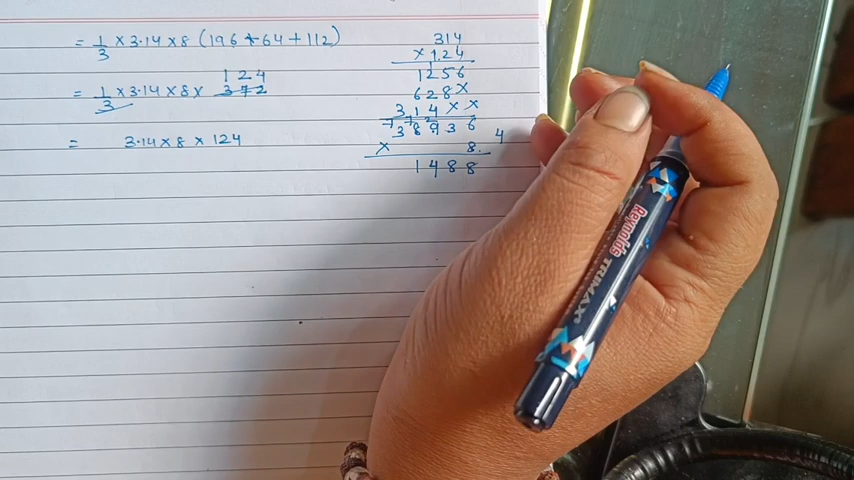 = 1/3 × 3.14 × 8 (196 + 64 + 112)
124
= 1/3 × 3.14 × 8 × 372
= 3.14 × 8 × 124
314
× 124
1256
628×
314××
38936
× 8.
1488
4
Reynolds TRIMAX